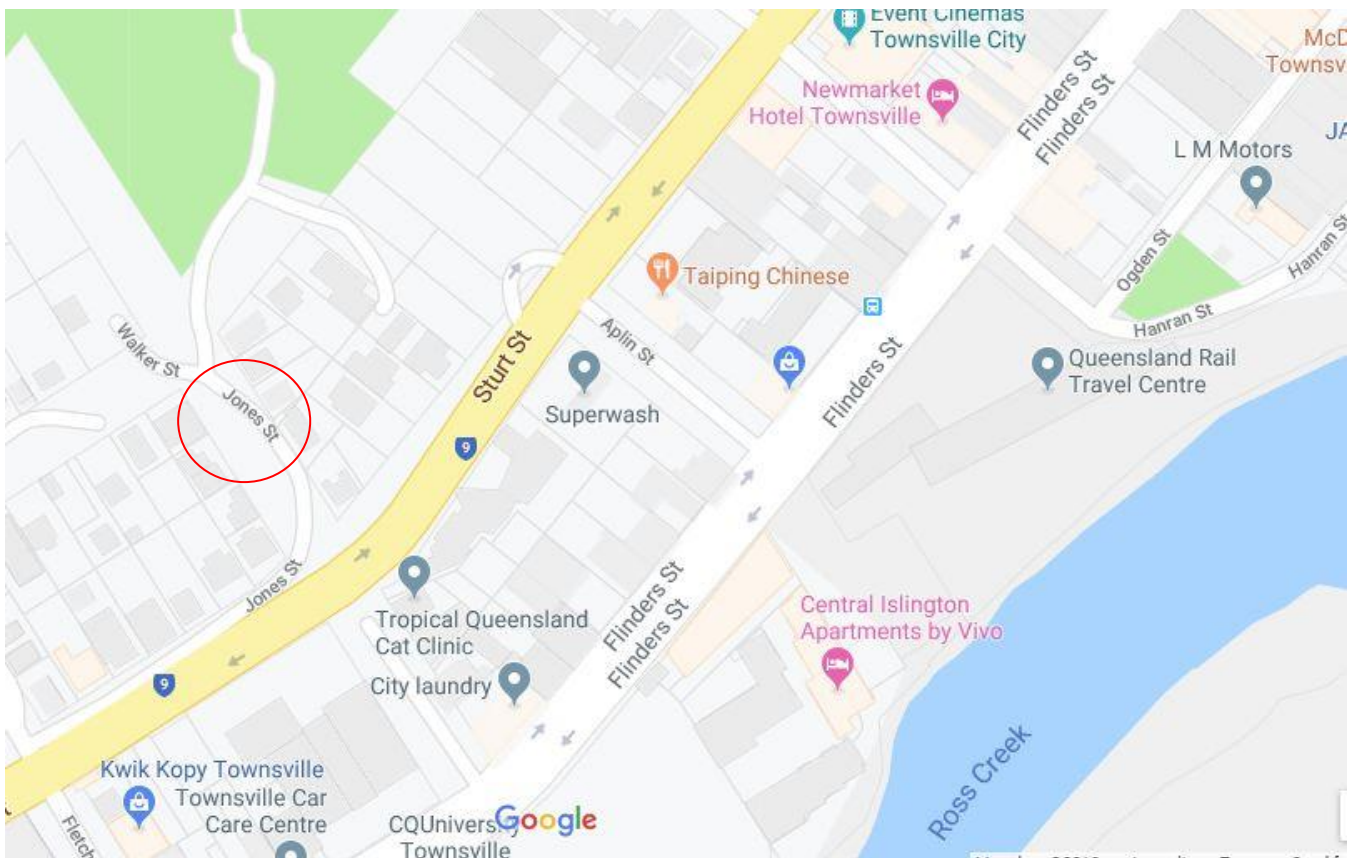 Event Cinemas
Townsville City
McD
Townsv
Newmarket
Hotel Townsville
Flinders St
Flinders St
JA
L M Motors
Taiping Chinese
Ogden St
Hanran St
Hanran St
Walker St
Aplin St
Sturt St
Flinders St
Queensland Rail
Travel Centre
Jones St
Superwash
9
Jones St
Flinders St
Flinders St
Tropical Queensland
Cat Clinic
Central Islington
Apartments by Vivo
9
City laundry
Kwik Kopy Townsville
Townsville Car
Care Centre
Ross Creek
Fletch
CQUnivers
Google
Townsville